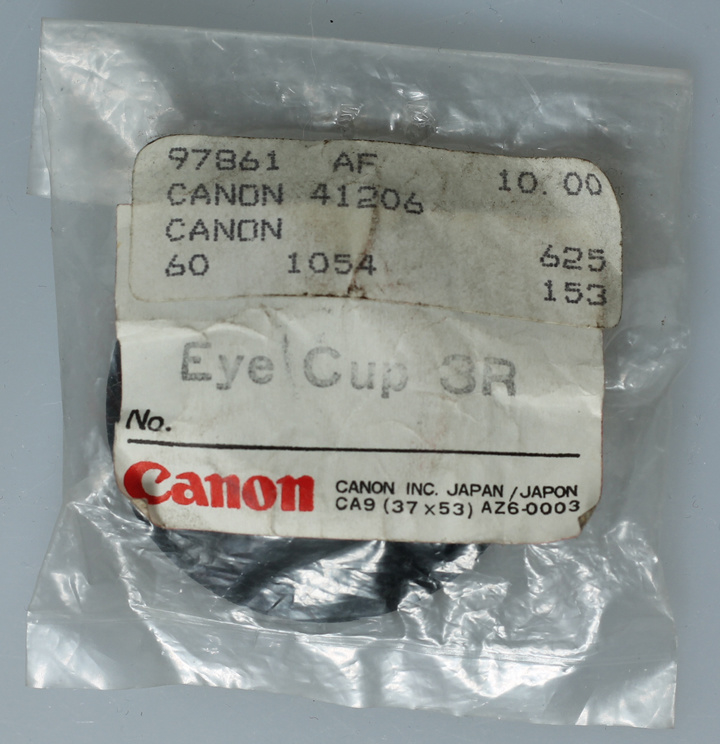 97861 AF 10.00
CANON 41206
CANON
60 1054 625
153
Eye Cup 3R
No.
Canon CANON INC. JAPAN / JAPON
CA9 (37 x 53) AZ6-0003